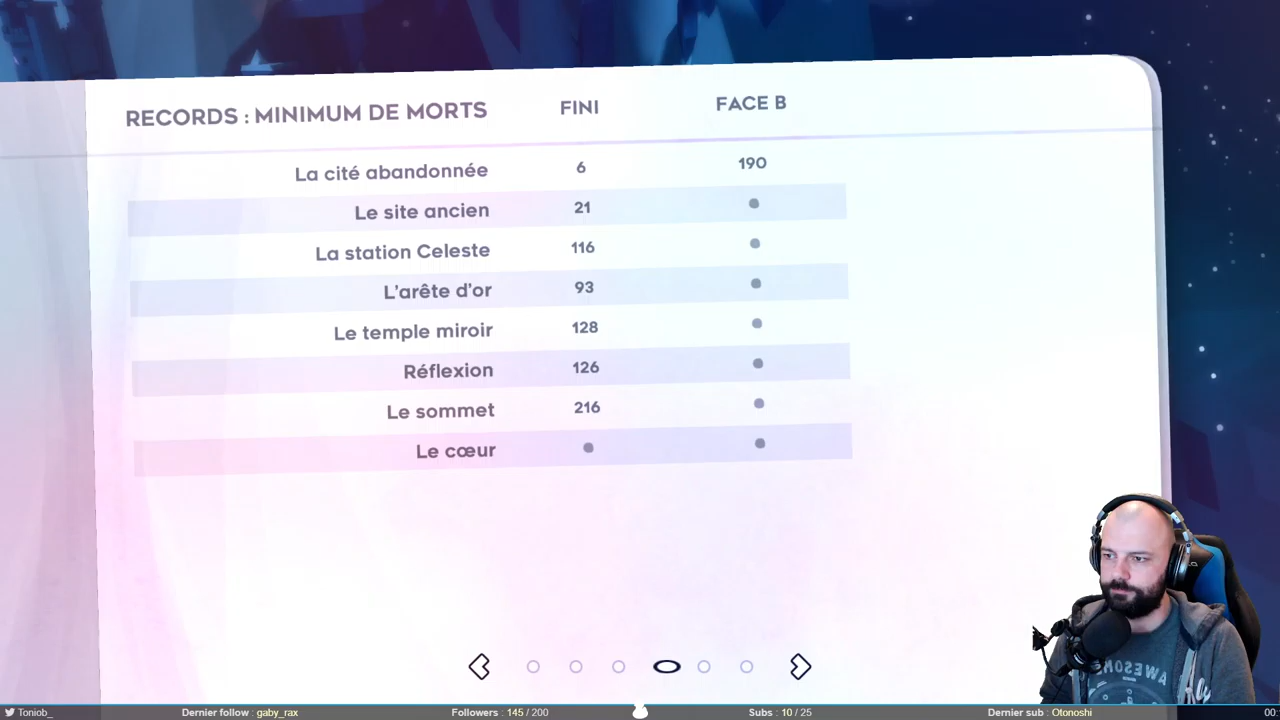 RECORDS : MINIMUM DE MORTS FINI FACE B
La cité abandonnée 6 190
Le site ancien 21
La station Celeste 116
L'arête d'or 93
Le temple miroir 128
Réflexion 126
Le sommet 216
Le cœur
AWESOME
Toniob_ Dernier follow : gaby_rax Followers : 145 / 200 Subs : 10 / 25 Dernier sub : Otonoshi 00: